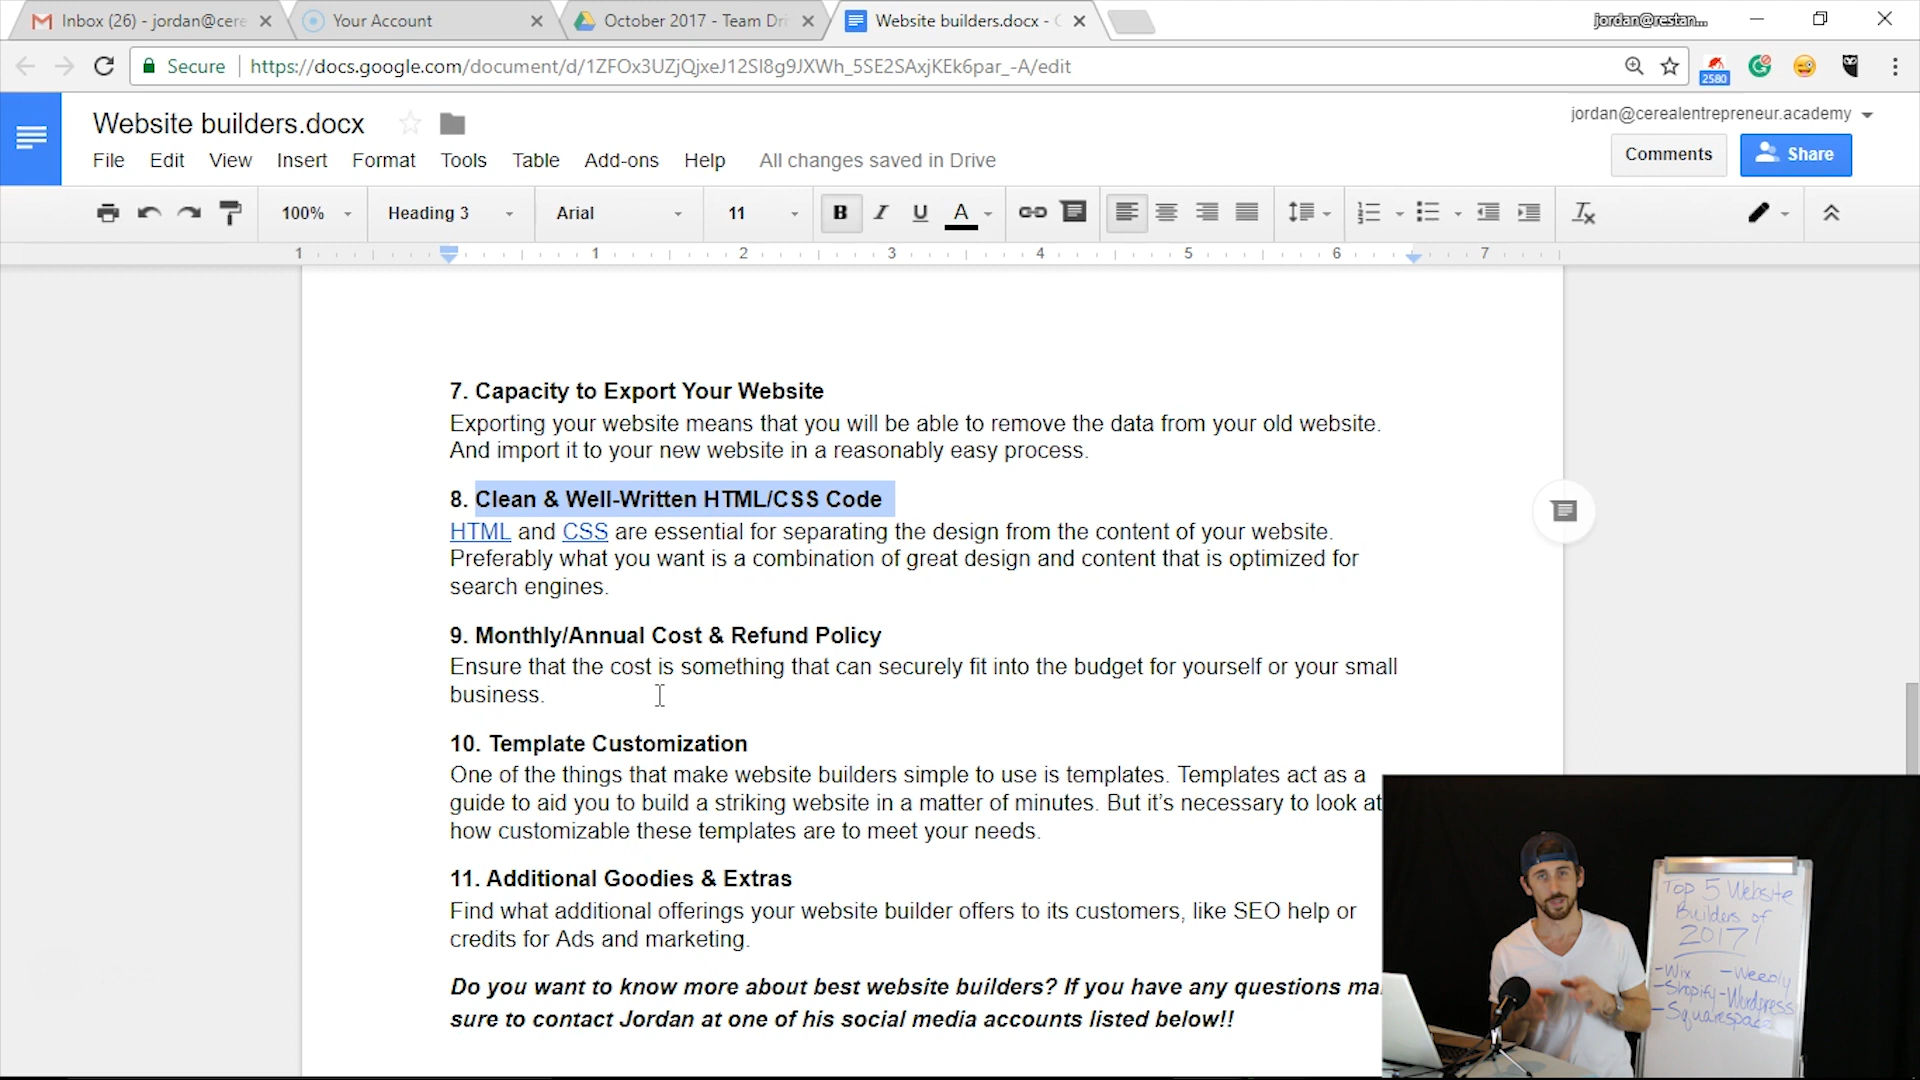 Inbox (26) - jordan@cere
Your Account
October 2017 - Team Dri
Website builders.docx - G
jordan@restan...
Secure
https://docs.google.com/document/d/1ZFOx3UZjQjxeJ12Sl8g9JXWh_5SE2SAxjKEk6par_-A/edit
2580
Website builders.docx
jordan@cerealentrepreneur.academy
File Edit View Insert Format Tools Table Add-ons Help All changes saved in Drive
Comments
Share
100% Heading 3 Arial 11 B I U A
1 1 2 3 4 5 6 7
7. Capacity to Export Your Website
Exporting your website means that you will be able to remove the data from your old website.
And import it to your new website in a reasonably easy process.
8. Clean & Well-Written HTML/CSS Code
HTML and CSS are essential for separating the design from the content of your website.
Preferably what you want is a combination of great design and content that is optimized for
search engines.
9. Monthly/Annual Cost & Refund Policy
Ensure that the cost is something that can securely fit into the budget for yourself or your small
business.
10. Template Customization
One of the things that make website builders simple to use is templates. Templates act as a
guide to aid you to build a striking website in a matter of minutes. But it's necessary to look at
how customizable these templates are to meet your needs.
11. Additional Goodies & Extras
Find what additional offerings your website builder offers to its customers, like SEO help or
credits for Ads and marketing.
Do you want to know more about best website builders? If you have any questions ma
sure to contact Jordan at one of his social media accounts listed below!!
Top 5 Website
Builders of
2017!
-Wix -Weebly
-Shopify -Wordpress
-Squarespace